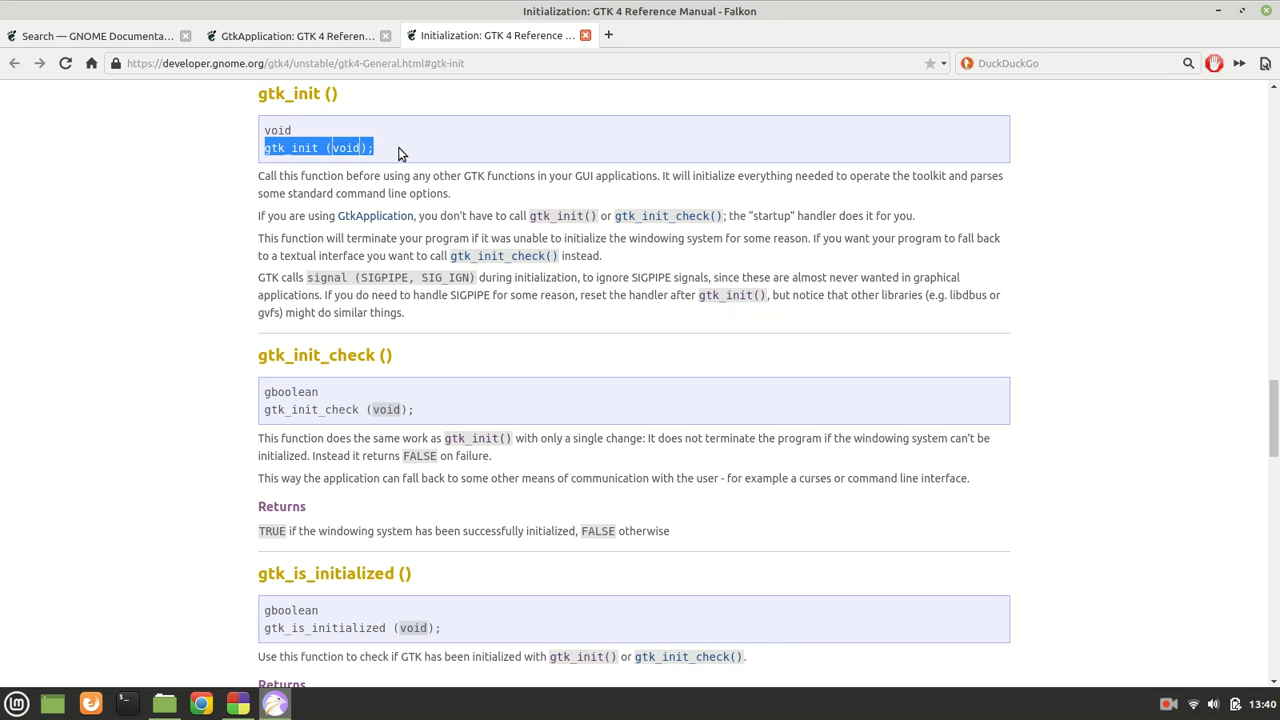 Initialization: GTK 4 Reference Manual - Falkon
Search — GNOME Documenta...
GtkApplication: GTK 4 Referen...
Initialization: GTK 4 Reference ...
https://developer.gnome.org/gtk4/unstable/gtk4-General.html#gtk-init
DuckDuckGo
gtk_init ()
void
gtk_init (void);
Call this function before using any other GTK functions in your GUI applications. It will initialize everything needed to operate the toolkit and parses
some standard command line options.
If you are using GtkApplication, you don't have to call gtk_init() or gtk_init_check(); the “startup” handler does it for you.
This function will terminate your program if it was unable to initialize the windowing system for some reason. If you want your program to fall back
to a textual interface you want to call gtk_init_check() instead.
GTK calls signal (SIGPIPE, SIG_IGN) during initialization, to ignore SIGPIPE signals, since these are almost never wanted in graphical
applications. If you do need to handle SIGPIPE for some reason, reset the handler after gtk_init(), but notice that other libraries (e.g. libdbus or
gvfs) might do similar things.
gtk_init_check ()
gboolean
gtk_init_check (void);
This function does the same work as gtk_init() with only a single change: It does not terminate the program if the windowing system can’t be
initialized. Instead it returns FALSE on failure.
This way the application can fall back to some other means of communication with the user - for example a curses or command line interface.
Returns
TRUE if the windowing system has been successfully initialized, FALSE otherwise
gtk_is_initialized ()
gboolean
gtk_is_initialized (void);
Use this function to check if GTK has been initialized with gtk_init() or gtk_init_check().
Returns
13:40